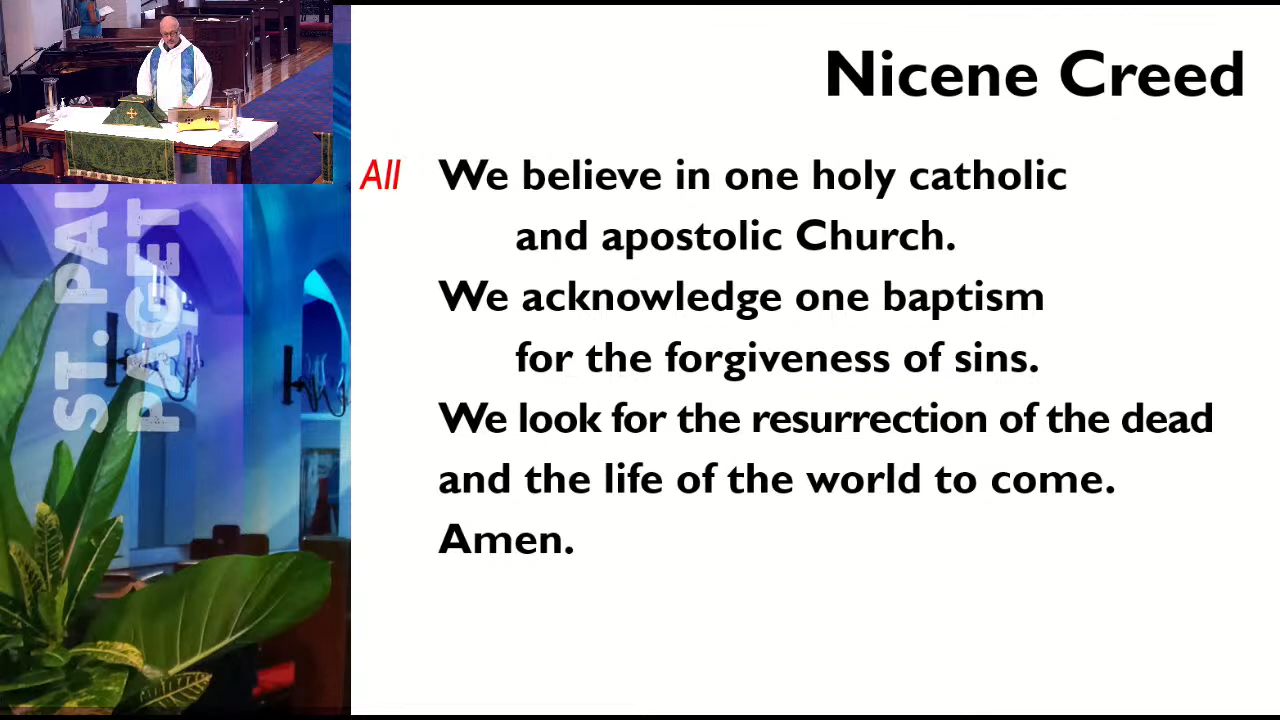 Nicene Creed
All We believe in one holy catholic
and apostolic Church.
We acknowledge one baptism
for the forgiveness of sins.
We look for the resurrection of the dead
and the life of the world to come.
Amen.
ST. PAU
PAGET